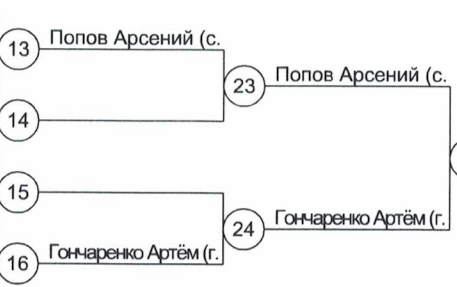 13 Попов Арсений (с.
23 Попов Арсений (с.
14
15
24 Гончаренко Артём (г.
16 Гончаренко Артём (г.